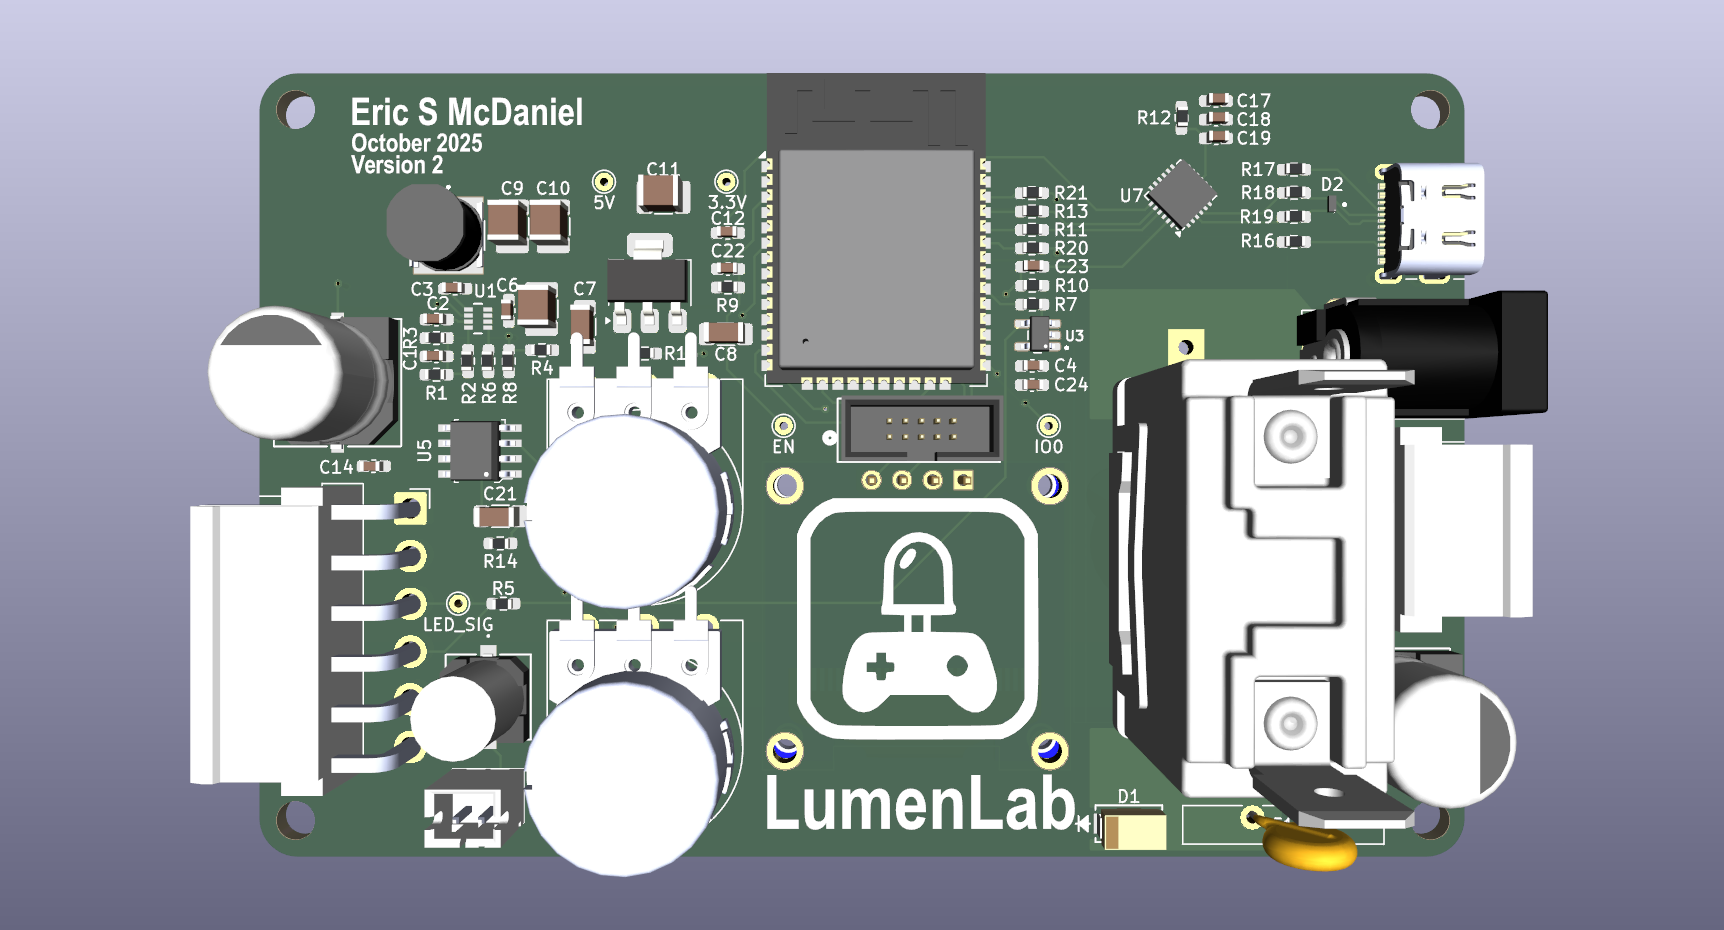 Eric S McDaniel
October 2025
Version 2
C17
R12
C18
C19
C11
R17
C9
C10
5V
3.3V
C12
R21
U7
R18
D2
R13
R19
R11
C22
R20
R16
C23
C3
U1
C6
C7
R10
C2
R9
R7
R3
U3
C1
R4
R1
C8
C4
R1
R2
R6
R8
C24
EN
IO0
U5
C14
C21
R14
R5
LED_SIG
LumenLab
D1